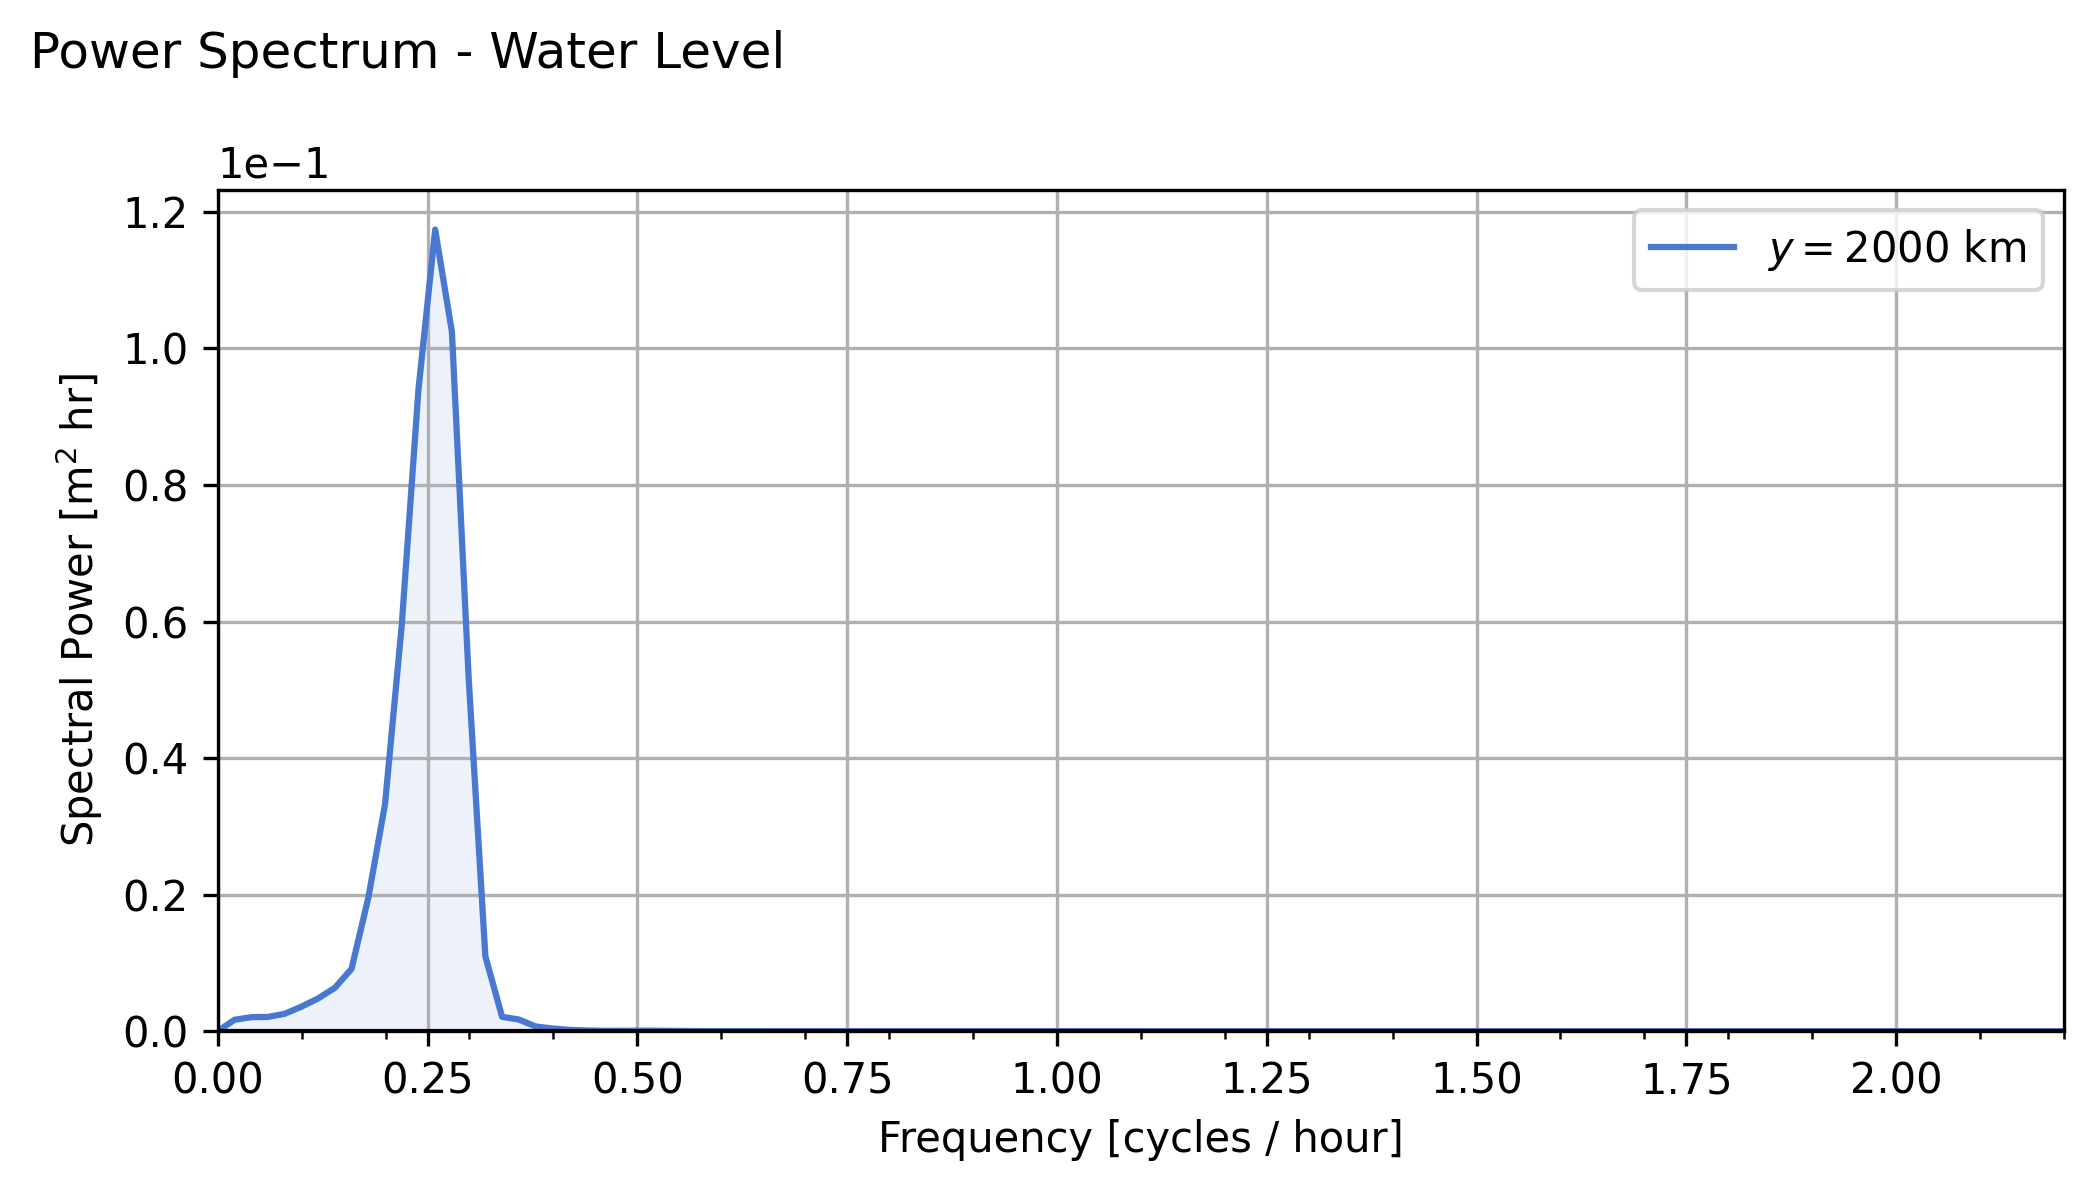 Power Spectrum - Water Level
1e−1
1.2
1.0
0.8
0.6
0.4
0.2
0.0
Spectral Power [m² hr]
y = 2000 km
0.00 0.25 0.50 0.75 1.00 1.25 1.50 1.75 2.00
Frequency [cycles / hour]